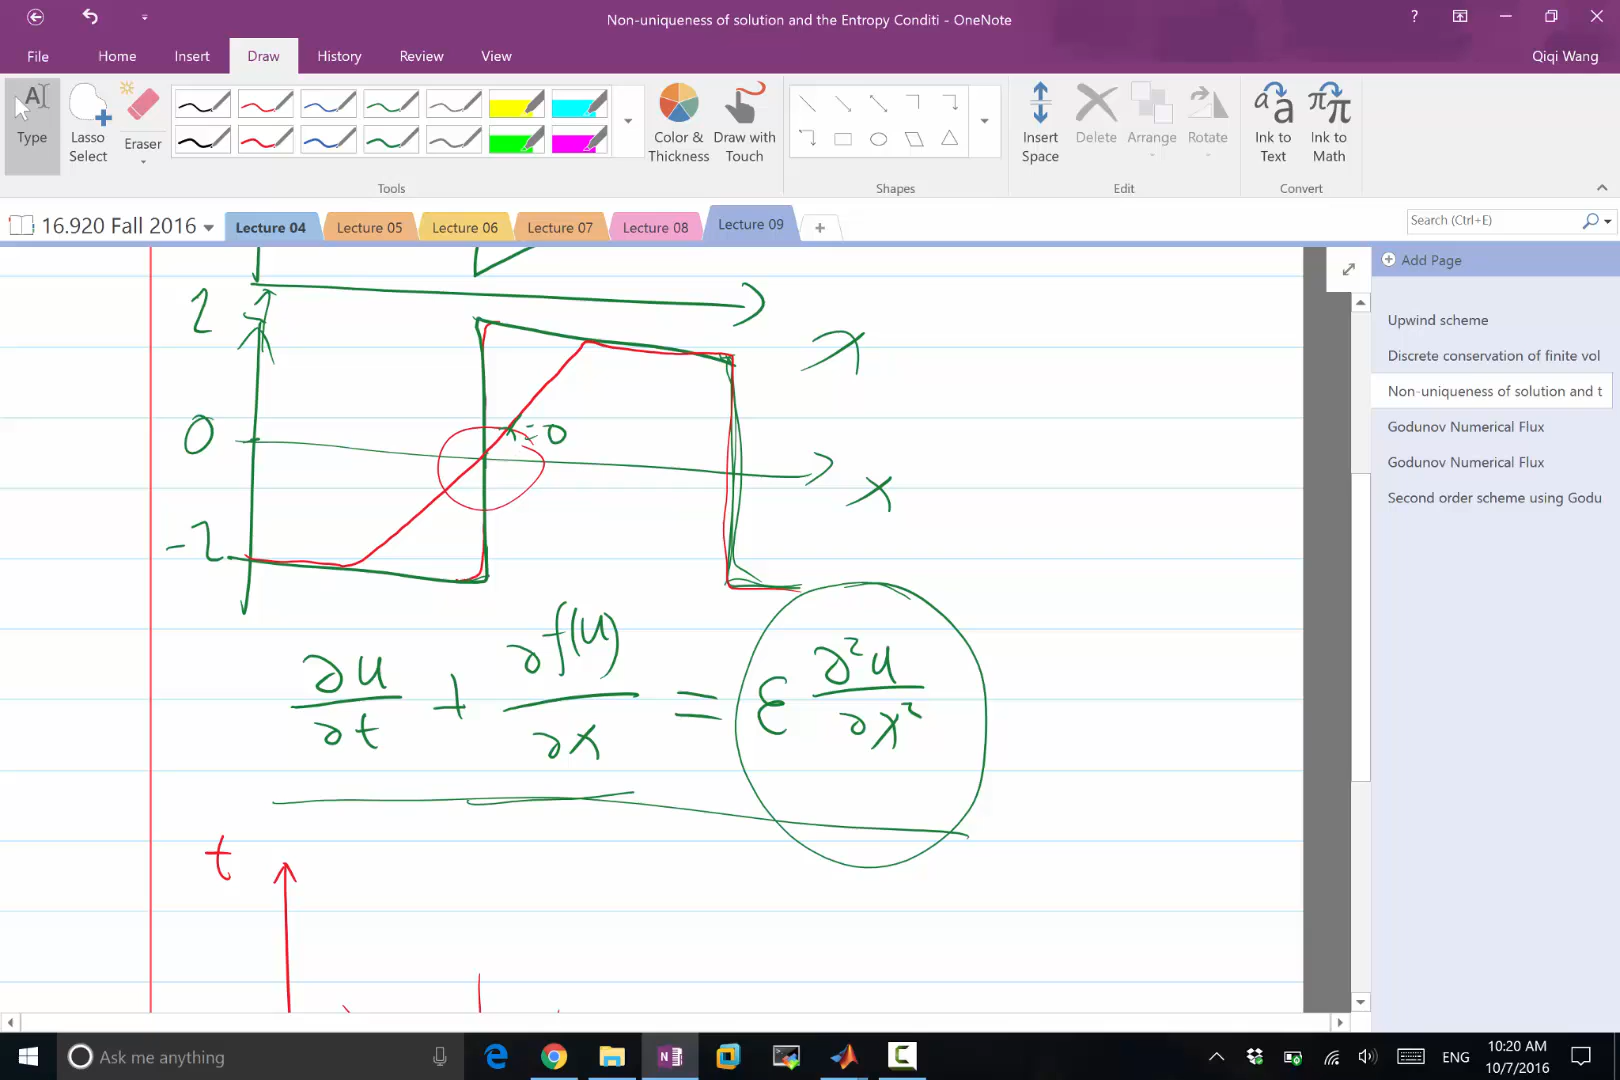 Non-uniqueness of solution and the Entropy Conditi - OneNote
?
File Home Insert Draw History Review View
Qiqi Wang
Type
Lasso Select
Eraser
Color & Thickness
Draw with Touch
Insert Space
Delete
Arrange
Rotate
Ink to Text
Ink to Math
Tools
Shapes
Edit
Convert
16.920 Fall 2016
Lecture 04
Lecture 05
Lecture 06
Lecture 07
Lecture 08
Lecture 09
+
Search (Ctrl+E)
Add Page
Upwind scheme
Discrete conservation of finite vol
Non-uniqueness of solution and t
Godunov Numerical Flux
Godunov Numerical Flux
Second order scheme using Godu
2
x
0
x=0
x
-2
∂u/∂t + ∂f(u)/∂x = ε ∂²u/∂x²
t
Ask me anything
ENG
10:20 AM
10/7/2016